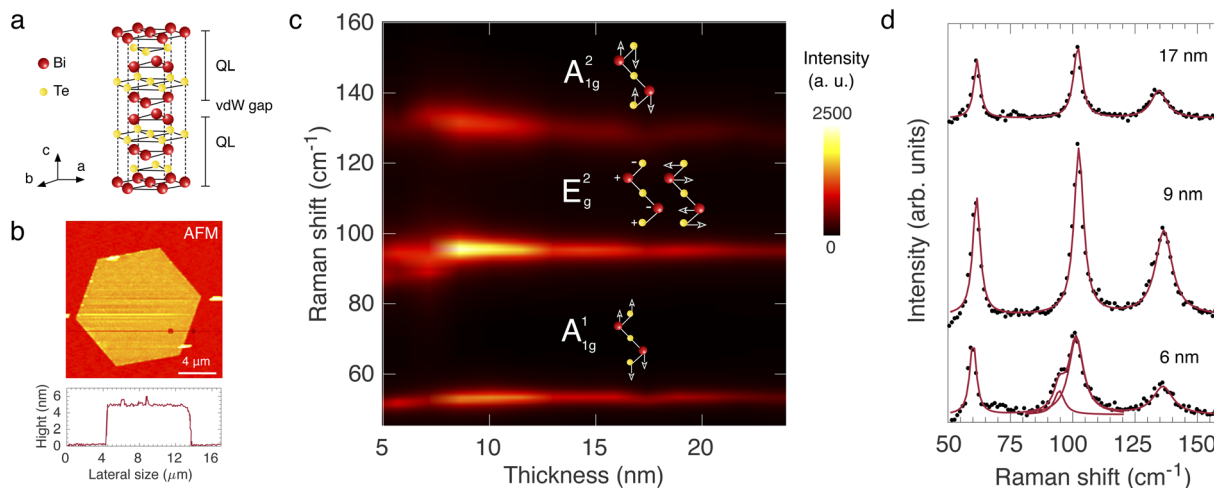 a
Bi
Te
QL
vdW gap
QL
c
a
b
b
AFM
4 μm
Hight (nm)
6
4
2
0
0
4
8
12
16
Lateral size (μm)
c
Raman shift (cm⁻¹)
160
140
120
100
80
60
5
10
15
20
Thickness (nm)
A²1g
E²g
- + - +
A¹1g
Intensity
(a. u.)
2500
0
d
Intensity (arb. units)
17 nm
9 nm
6 nm
50
75
100
125
150
Raman shift (cm⁻¹)